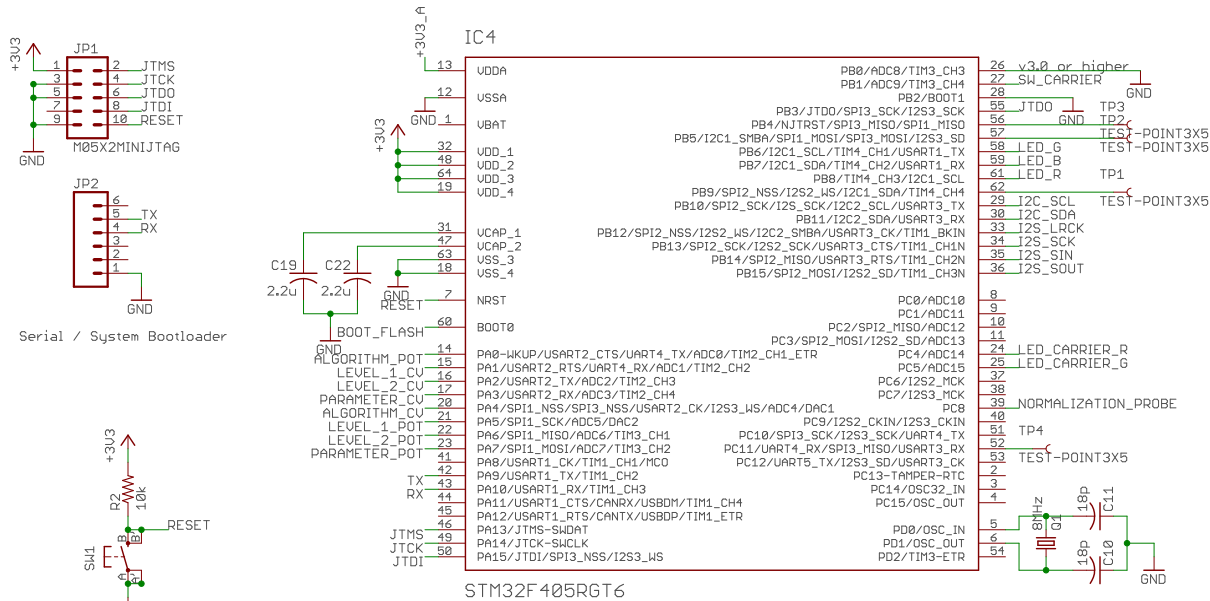 +3V3
JP1
1 2 JTMS
3 4 JTCK
5 6 JTDO
7 8 JTDI
9 10 RESET
GND
M05X2MINIJTAG
JP2
6
5 TX
4 RX
3
2
1
GND
Serial / System Bootloader
+3V3
R2
10k
RESET
SW1
B B'
A A'
+3V3_A
IC4
13 VDDA
12 VSSA
GND
1 VBAT
+3V3
32 VDD_1
48 VDD_2
64 VDD_3
19 VDD_4
31 VCAP_1
47 VCAP_2
63 VSS_3
18 VSS_4
C19
2.2u
C22
2.2u
GND
GND
RESET 7 NRST
BOOT_FLASH 60 BOOT0
ALGORITHM_POT 14 PA0-WKUP/USART2_CTS/UART4_TX/ADC0/TIM2_CH1_ETR
LEVEL_1_CV 15 PA1/USART2_RTS/UART4_RX/ADC1/TIM2_CH2
LEVEL_2_CV 16 PA2/USART2_TX/ADC2/TIM2_CH3
PARAMETER_CV 17 PA3/USART2_RX/ADC3/TIM2_CH4
ALGORITHM_CV 20 PA4/SPI1_NSS/SPI3_NSS/USART2_CK/I2S3_WS/ADC4/DAC1
LEVEL_1_POT 21 PA5/SPI1_SCK/ADC5/DAC2
LEVEL_2_POT 22 PA6/SPI1_MISO/ADC6/TIM3_CH1
PARAMETER_POT 23 PA7/SPI1_MOSI/ADC7/TIM3_CH2
41 PA8/USART1_CK/TIM1_CH1/MCO
TX 42 PA9/USART1_TX/TIM1_CH2
RX 43 PA10/USART1_RX/TIM1_CH3
44 PA11/USART1_CTS/CANRX/USBDM/TIM1_CH4
45 PA12/USART1_RTS/CANTX/USBDP/TIM1_ETR
JTMS 46 PA13/JTMS-SWDAT
JTCK 49 PA14/JTCK-SWCLK
JTDI 50 PA15/JTDI/SPI3_NSS/I2S3_WS
STM32F405RGT6
PB0/ADC8/TIM3_CH3 26 v3.0 or higher
PB1/ADC9/TIM3_CH4 27 SW_CARRIER
GND
PB2/BOOT1 28
GND
PB3/JTDO/SPI3_SCK/I2S3_SCK 55 JTDO
TP3
PB4/NJTRST/SPI3_MISO/SPI1_MISO 56 TP2
TEST-POINT3X5
PB5/I2C1_SMBA/SPI1_MOSI/SPI3_MOSI/I2S3_SD 57
TEST-POINT3X5
PB6/I2C1_SCL/TIM4_CH1/USART1_TX 58 LED_G
PB7/I2C1_SDA/TIM4_CH2/USART1_RX 59 LED_B
PB8/TIM4_CH3/I2C1_SCL 61 LED_R
TP1
PB9/SPI2_NSS/I2S2_WS/I2C1_SDA/TIM4_CH4 62
TEST-POINT3X5
PB10/SPI2_SCK/I2S_SCK/I2C2_SCL/USART3_TX 29 I2C_SCL
PB11/I2C2_SDA/USART3_RX 30 I2C_SDA
PB12/SPI2_NSS/I2S2_WS/I2C2_SMBA/USART3_CK/TIM1_BKIN 33 I2S_LRCK
PB13/SPI2_SCK/I2S2_SCK/USART3_CTS/TIM1_CH1N 34 I2S_SCK
PB14/SPI2_MISO/USART3_RTS/TIM1_CH2N 35 I2S_SIN
PB15/SPI2_MOSI/I2S2_SD/TIM1_CH3N 36 I2S_SOUT
PC0/ADC10 8
PC1/ADC11 9
PC2/SPI2_MISO/ADC12 10
PC3/SPI2_MOSI/I2S2_SD/ADC13 11
PC4/ADC14 24 LED_CARRIER_R
PC5/ADC15 25 LED_CARRIER_G
PC6/I2S2_MCK 37
PC7/I2S3_MCK 38
PC8 39 NORMALIZATION_PROBE
PC9/I2S2_CKIN/I2S3_CKIN 40
PC10/SPI3_SCK/I2S3_SCK/UART4_TX 51
TP4
PC11/UART4_RX/SPI3_MISO/USART3_RX 52
TEST-POINT3X5
PC12/UART5_TX/I2S3_SD/USART3_CK 53
PC13-TAMPER-RTC 2
PC14/OSC32_IN 3
PC15/OSC_OUT 4
PD0/OSC_IN 5
PD1/OSC_OUT 6
PD2/TIM3-ETR 54
8MHz
Q1
18p
C11
18p
C10
GND